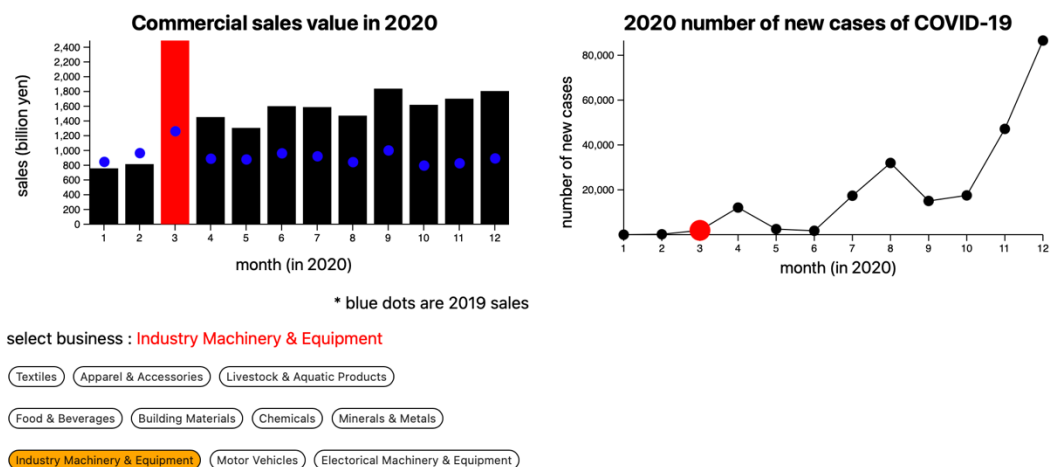 Commercial sales value in 2020
sales (billion yen)
2,400
2,200
2,000
1,800
1,600
1,400
1,200
1,000
800
600
400
200
0
1 2 3 4 5 6 7 8 9 10 11 12
month (in 2020)
* blue dots are 2019 sales
2020 number of new cases of COVID-19
number of new cases
80,000
60,000
40,000
20,000
1 2 3 4 5 6 7 8 9 10 11 12
month (in 2020)
select business : Industry Machinery & Equipment
Textiles Apparel & Accessories Livestock & Aquatic Products
Food & Beverages Building Materials Chemicals Minerals & Metals
Industry Machinery & Equipment Motor Vehicles Electorical Machinery & Equipment